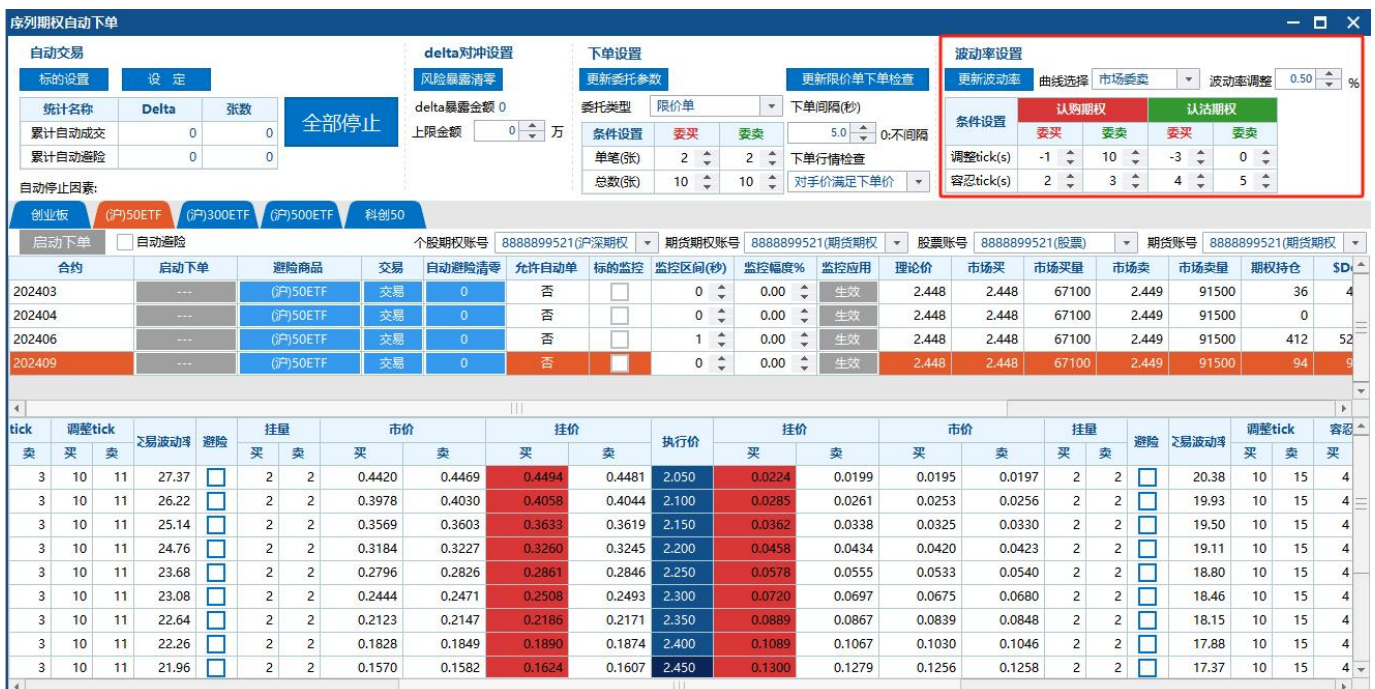 序列期权自动下单
自动交易 delta对冲设置 下单设置 波动率设置
标的设置 设 定 风险暴露清零 更新委托参数 更新限价单下单检查 更新波动率 曲线选择 市场委卖 波动率调整 0.50 %
统计名称 Delta 张数 全部停止 delta暴露金额 0 委托类型 限价单 下单间隔(秒) 条件设置 认购期权 认沽期权
累计自动成交 0 0 上限金额 0 万 条件设置 委买 委卖 5.0 0:不间隔 委买 委卖 委买 委卖
累计自动避险 0 0 单笔(张) 2 2 下单行情检查 调整tick(s) -1 10 -3 0
自动停止因素: 总数(张) 10 10 对手价满足下单价 容忍tick(s) 2 3 4 5
创业板 (沪)50ETF (沪)300ETF (沪)500ETF 科创50
启动下单 自动避险 个股期权账号 8888899521(沪深期权 期货期权账号 8888899521(期货期权 股票账号 8888899521(股票) 期货账号 8888899521(期货期权
合约 启动下单 避险商品 交易 自动避险清零 允许自动单 标的监控 监控区间(秒) 监控幅度% 监控应用 理论价 市场买 市场买量 市场卖 市场卖量 期权持仓 $De
202403 --- (沪)50ETF 交易 0 否 0 0.00 生效 2.448 2.448 67100 2.449 91500 36 4
202404 --- (沪)50ETF 交易 0 否 0 0.00 生效 2.448 2.448 67100 2.449 91500 0
202406 --- (沪)50ETF 交易 0 否 1 0.00 生效 2.448 2.448 67100 2.449 91500 412 52
202409 --- (沪)50ETF 交易 0 否 0 0.00 生效 2.448 2.448 67100 2.449 91500 94 9
tick 调整tick 交易波动率 避险 挂量 市价 挂价 执行价 挂价 市价 挂量 避险 交易波动率 调整tick 容忍
卖 买 卖 买 卖 买 卖 买 卖 买 卖 买 卖 买 卖 买 卖 买
3 10 11 27.37 2 2 0.4420 0.4469 0.4494 0.4481 2.050 0.0224 0.0199 0.0195 0.0197 2 2 20.38 10 15 4
3 10 11 26.22 2 2 0.3978 0.4030 0.4058 0.4044 2.100 0.0285 0.0261 0.0253 0.0256 2 2 19.93 10 15 4
3 10 11 25.14 2 2 0.3569 0.3603 0.3633 0.3619 2.150 0.0362 0.0338 0.0325 0.0330 2 2 19.50 10 15 4
3 10 11 24.76 2 2 0.3184 0.3227 0.3260 0.3245 2.200 0.0458 0.0434 0.0420 0.0423 2 2 19.11 10 15 4
3 10 11 23.68 2 2 0.2796 0.2826 0.2861 0.2846 2.250 0.0578 0.0555 0.0533 0.0540 2 2 18.80 10 15 4
3 10 11 23.08 2 2 0.2444 0.2471 0.2508 0.2493 2.300 0.0720 0.0697 0.0675 0.0680 2 2 18.46 10 15 4
3 10 11 22.64 2 2 0.2123 0.2147 0.2186 0.2171 2.350 0.0889 0.0867 0.0839 0.0848 2 2 18.15 10 15 4
3 10 11 22.26 2 2 0.1828 0.1849 0.1890 0.1874 2.400 0.1089 0.1067 0.1030 0.1046 2 2 17.88 10 15 4
3 10 11 21.96 2 2 0.1570 0.1582 0.1624 0.1607 2.450 0.1300 0.1279 0.1256 0.1258 2 2 17.37 10 15 4